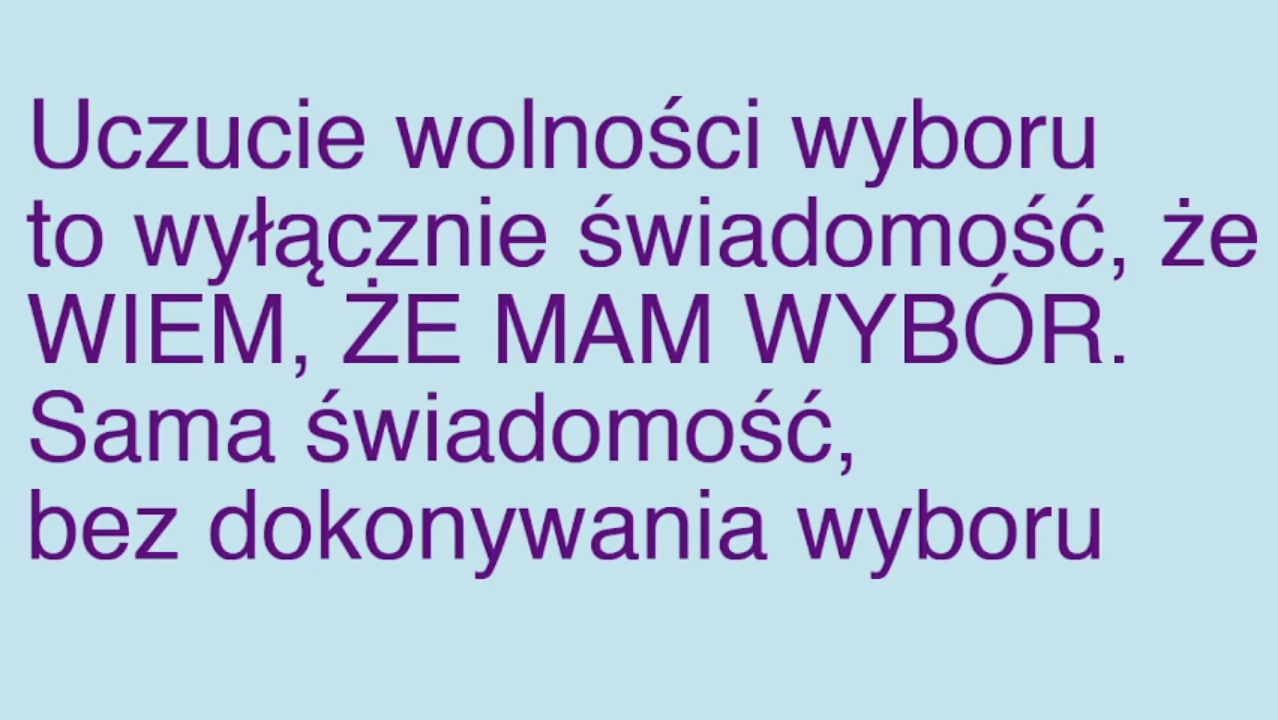 Uczucie wolności wyboru
to wyłącznie świadomość, że
WIEM, ŻE MAM WYBÓR.
Sama świadomość,
bez dokonywania wyboru